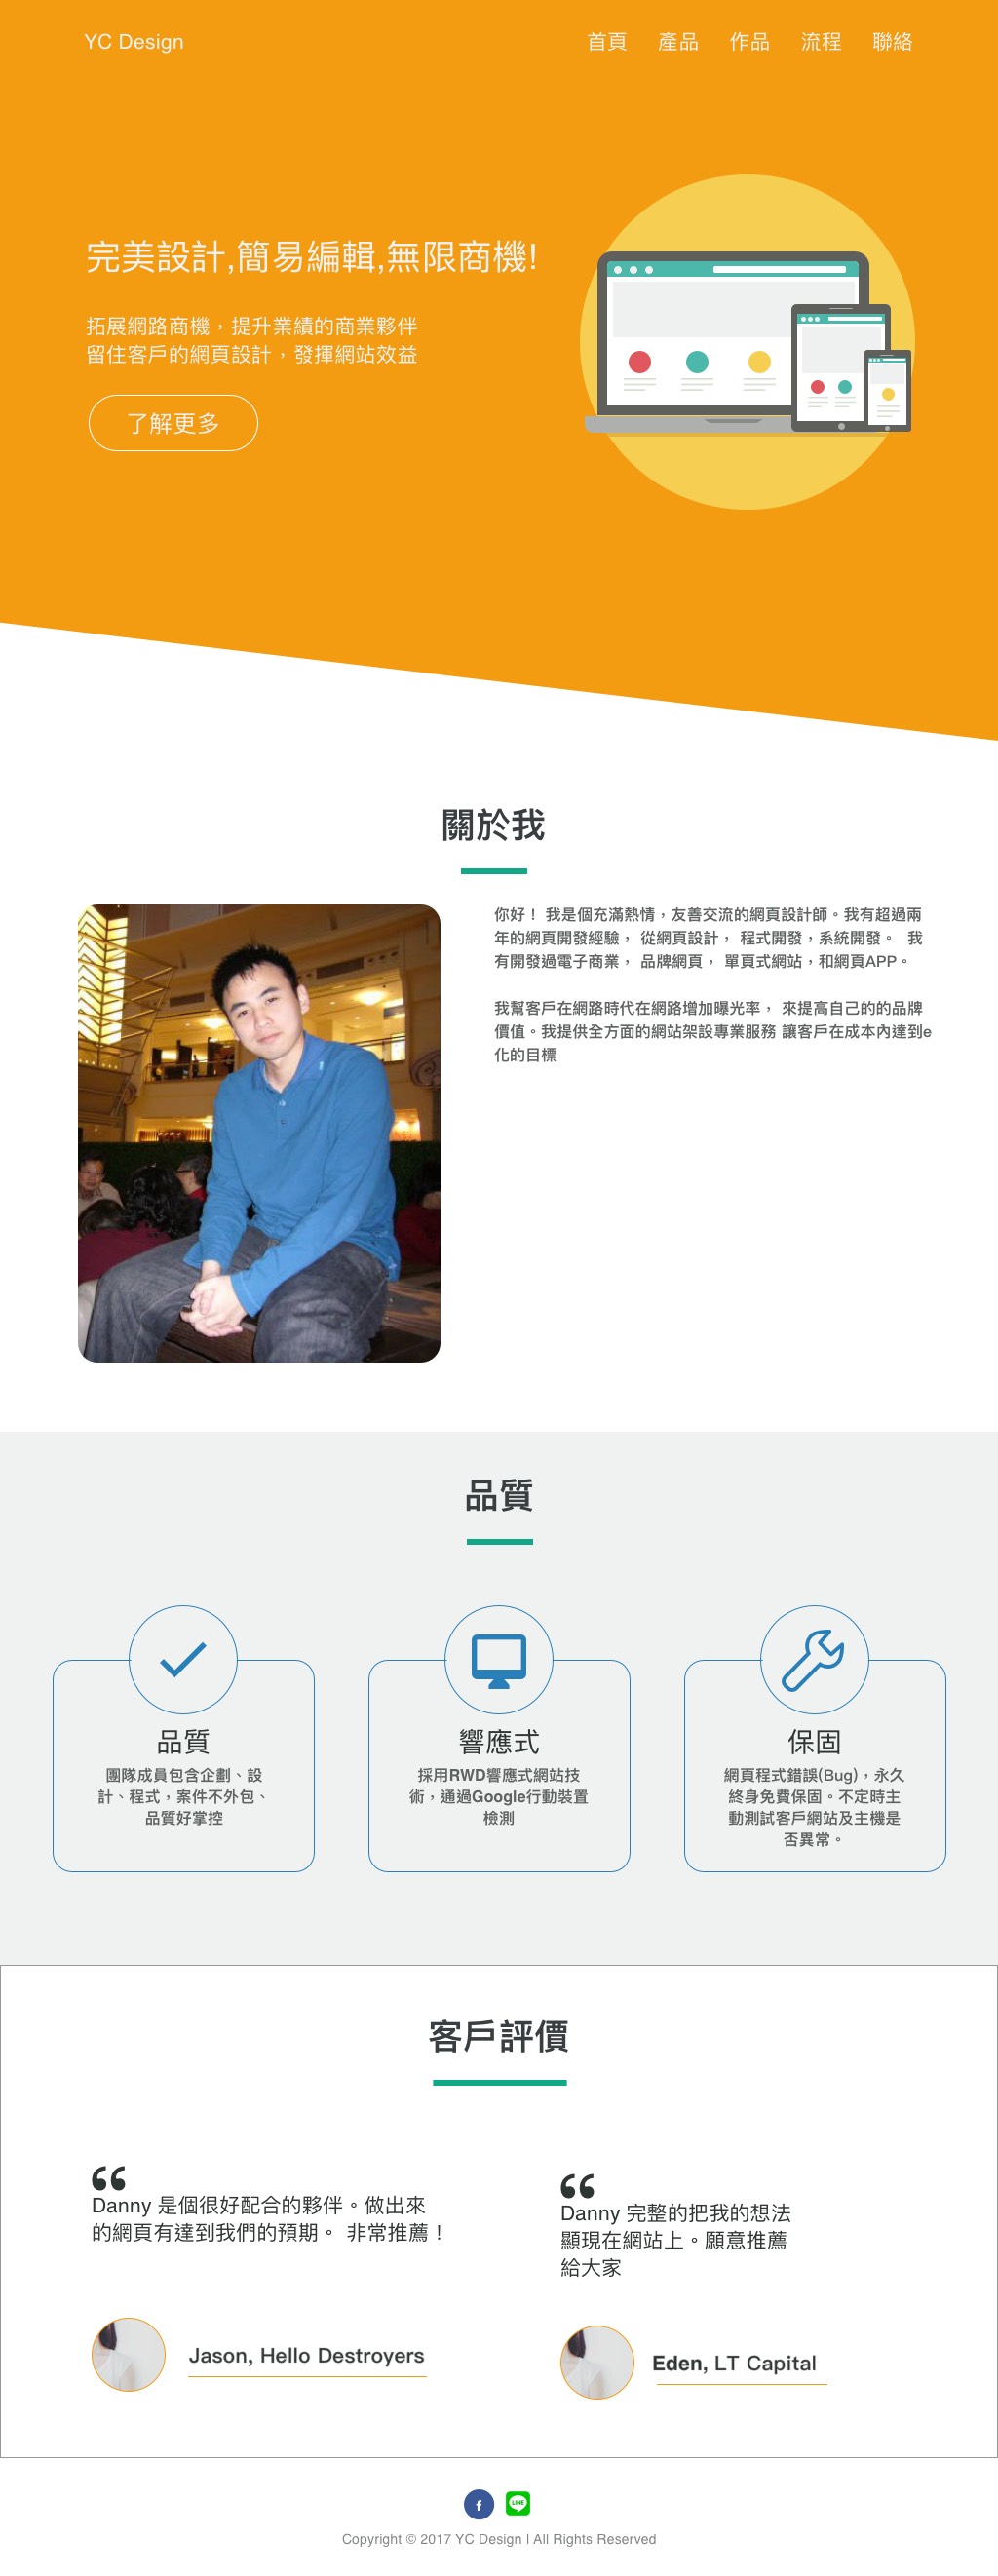 YC Design
首頁 產品 作品 流程 聯絡
完美設計,簡易編輯,無限商機!
拓展網路商機，提升業績的商業夥伴
留住客戶的網頁設計，發揮網站效益
了解更多
關於我
你好！ 我是個充滿熱情，友善交流的網頁設計師。我有超過兩
年的網頁開發經驗， 從網頁設計， 程式開發，系統開發。 我
有開發過電子商業， 品牌網頁， 單頁式網站，和網頁APP。
我幫客戶在網路時代在網路增加曝光率， 來提高自己的的品牌
價值。我提供全方面的網站架設專業服務 讓客戶在成本內達到e
化的目標
品質
品質
團隊成員包含企劃、設
計、程式，案件不外包、
品質好掌控
響應式
採用RWD響應式網站技
術，通過Google行動裝置
檢測
保固
網頁程式錯誤(Bug)，永久
終身免費保固。不定時主
動測試客戶網站及主機是
否異常。
客戶評價
Danny 是個很好配合的夥伴。做出來
的網頁有達到我們的預期。 非常推薦！
Jason, Hello Destroyers
Danny 完整的把我的想法
顯現在網站上。願意推薦
給大家
Eden, LT Capital
f
LINE
Copyright © 2017 YC Design | All Rights Reserved